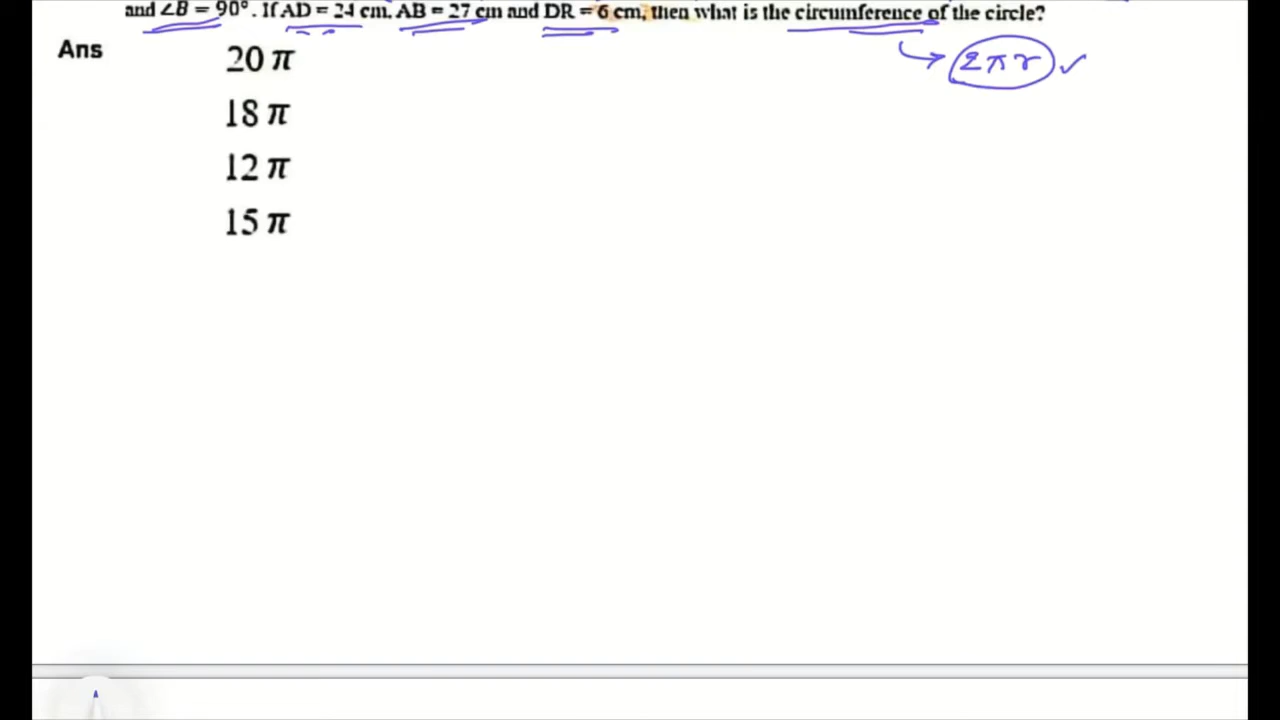 and ∠B = 90°. If AD = 24 cm, AB = 27 cm and DR = 6 cm, then what is the circumference of the circle?
Ans
2πr ✓
20 π
18 π
12 π
15 π